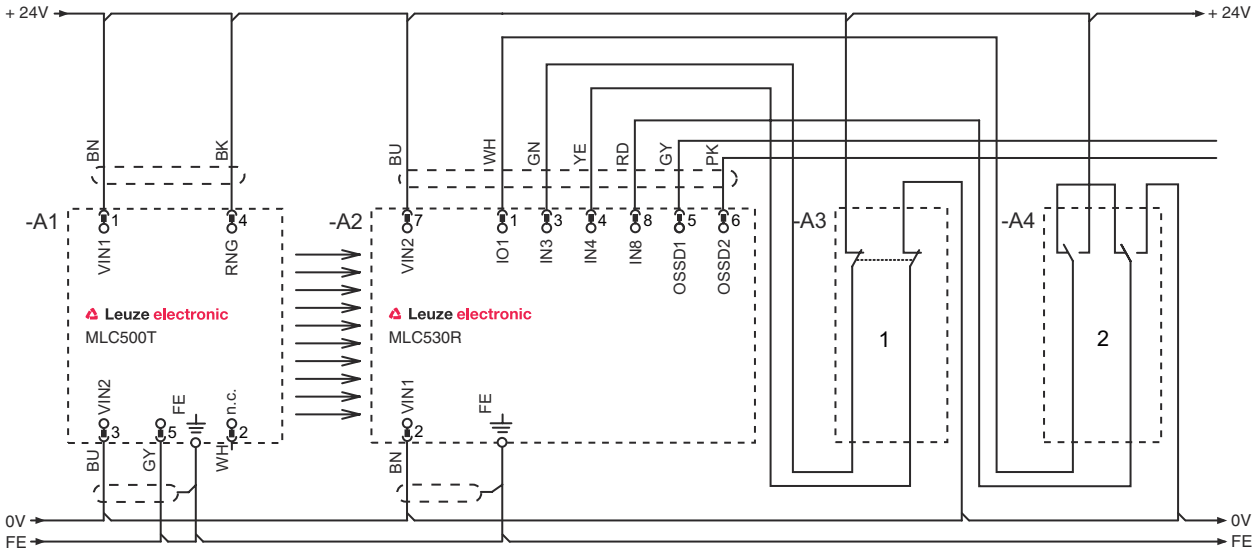 + 24V
+ 24V
BN
BK
BU
WH
GN
YE
RD
GY
PK
-A1
1
4
-A2
7
1
3
4
8
5
6
-A3
-A4
VIN1
RNG
VIN2
IO1
IN3
IN4
IN8
OSSD1
OSSD2
Leuze electronic
MLC500T
Leuze electronic
MLC530R
1
2
VIN2
FE
n.c.
VIN1
FE
3
5
2
2
BU
GY
WH
BN
0V
0V
FE
FE